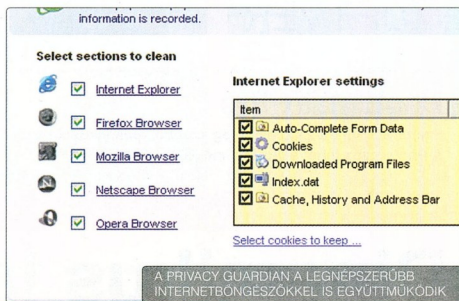 information is recorded.
Select sections to clean
Internet Explorer
Firefox Browser
Mozilla Browser
Netscape Browser
Opera Browser
Internet Explorer settings
Item
Auto-Complete Form Data
Cookies
Downloaded Program Files
Index.dat
Cache, History and Address Bar
Select cookies to keep ...
A PRIVACY GUARDIAN A LEGNÉPSZERŰBB
INTERNETBÖNGÉSZŐKKEL IS EGYÜTTMŰKÖDIK